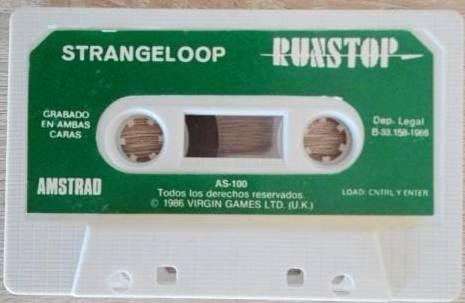 STRANGELOOP
RUNSTOP
GRABADO
EN AMBAS
CARAS
Dep. Legal
B-33.158-1986
AMSTRAD
AS-100
Todos los derechos reservados.
© 1986 VIRGIN GAMES LTD. (U.K.)
LOAD: CNTRL Y ENTER